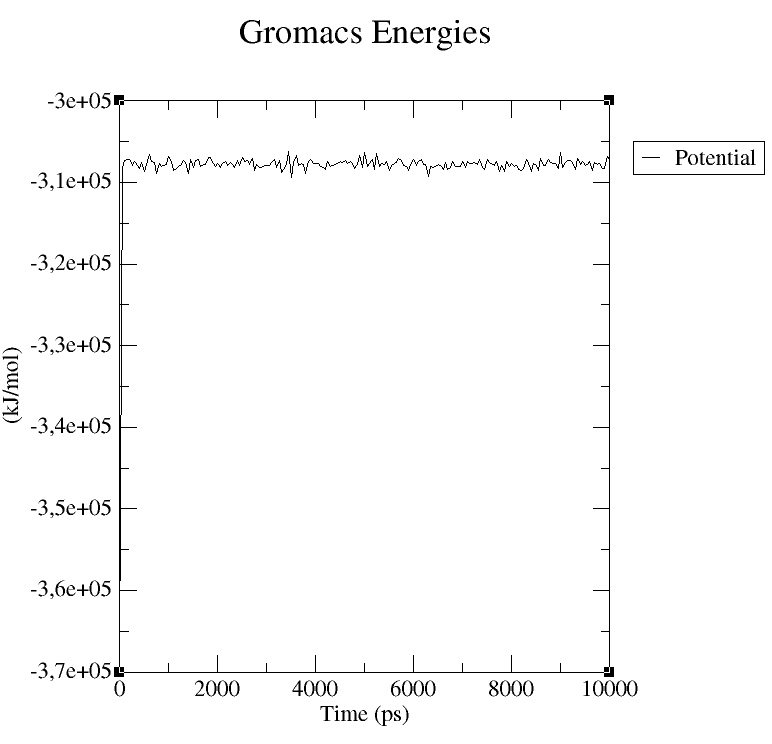 Gromacs Energies
-3e+05
-3,1e+05
-3,2e+05
-3,3e+05
-3,4e+05
-3,5e+05
-3,6e+05
-3,7e+05
(kJ/mol)
Potential
0 2000 4000 6000 8000 10000
Time (ps)